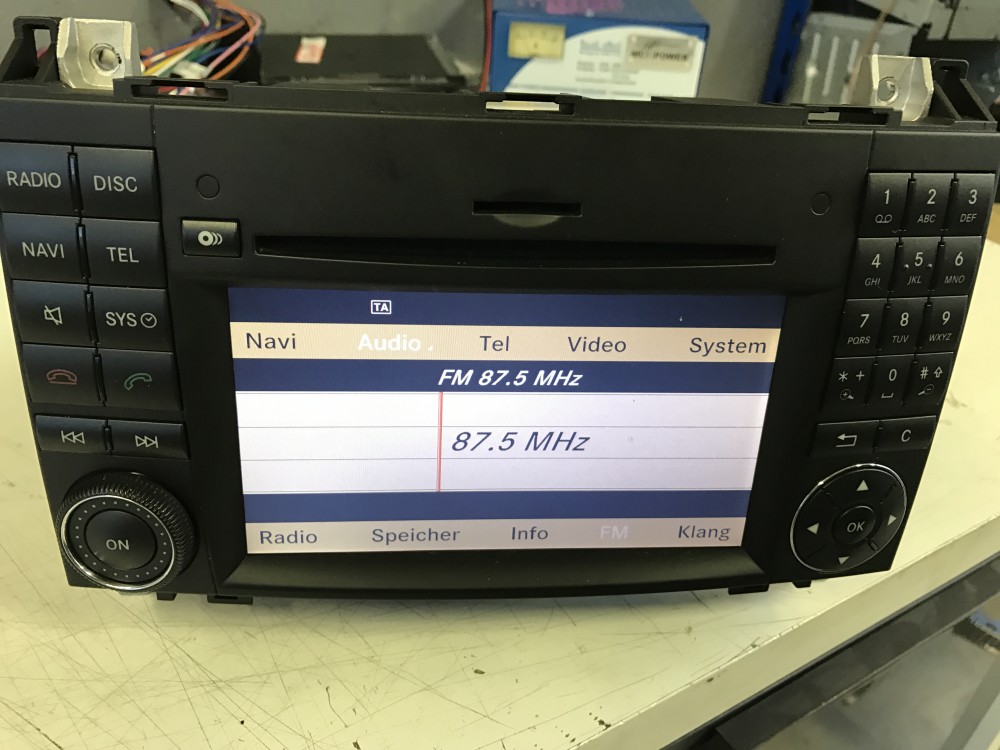 RADIO DISC
NAVI TEL
SYS
ON
TA
Navi Audio Tel Video System
FM 87.5 MHz
87.5 MHz
Radio Speicher Info FM Klang
1 2 3
ABC DEF
4 5 6
GHI JKL MNO
7 8 9
PQRS TUV WXYZ
* + 0 #
C
OK